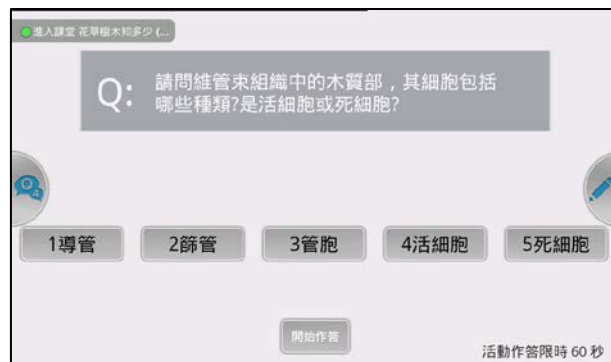 進入課堂 花草樹木知多少 (...
Q:
請問維管束組織中的木質部，其細胞包括
哪些種類?是活細胞或死細胞?
Q A
1導管
2篩管
3管胞
4活細胞
5死細胞
開始作答
活動作答限時 60 秒